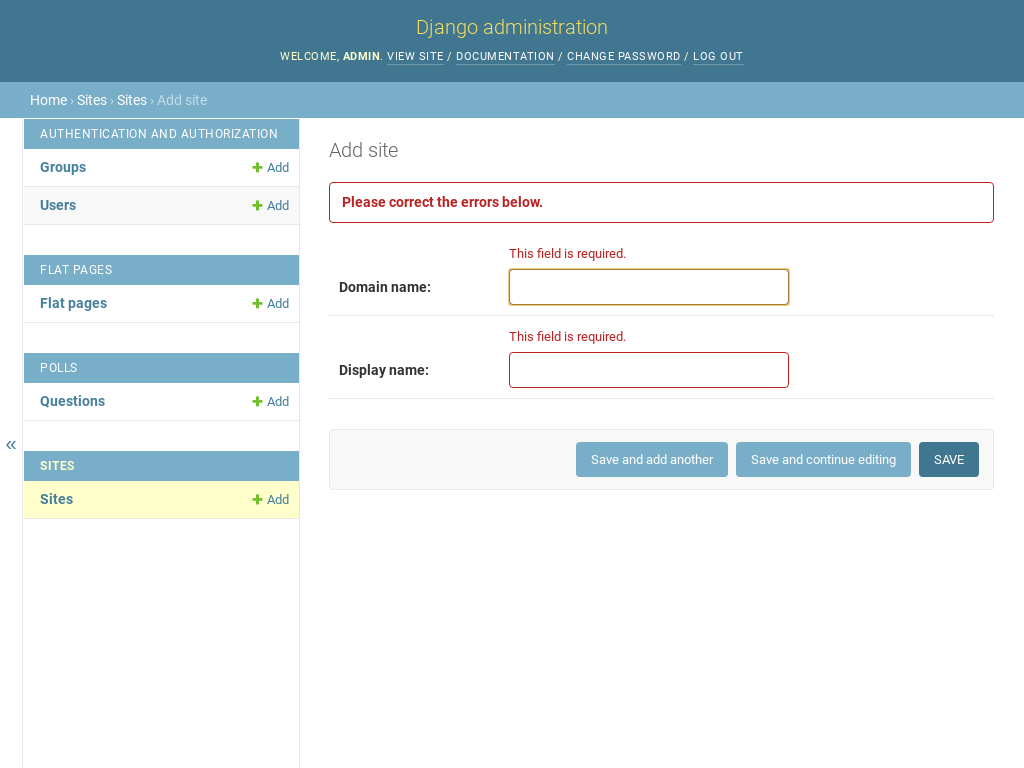 Django administration
WELCOME, ADMIN. VIEW SITE / DOCUMENTATION / CHANGE PASSWORD / LOG OUT
Home › Sites › Sites › Add site
AUTHENTICATION AND AUTHORIZATION
Groups Add
Users Add
FLAT PAGES
Flat pages Add
POLLS
Questions Add
«
SITES
Sites Add
Add site
Please correct the errors below.
This field is required.
Domain name:
This field is required.
Display name:
Save and add another Save and continue editing SAVE